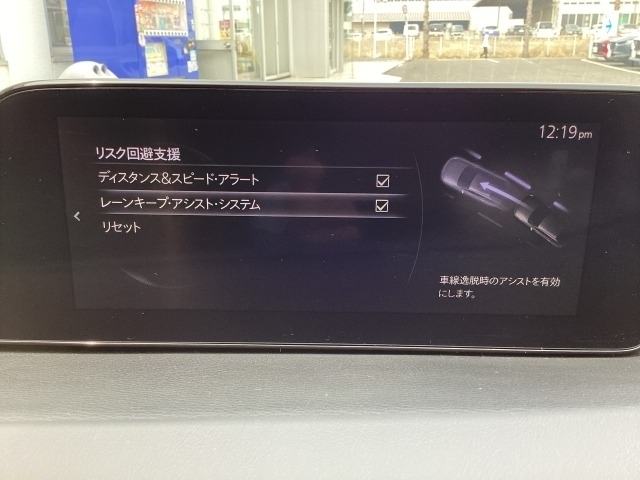 12:19 pm
リスク回避支援
ディスタンス&スピード・アラート
レーンキープ・アシスト・システム
リセット
車線逸脱時のアシストを有効
にします。